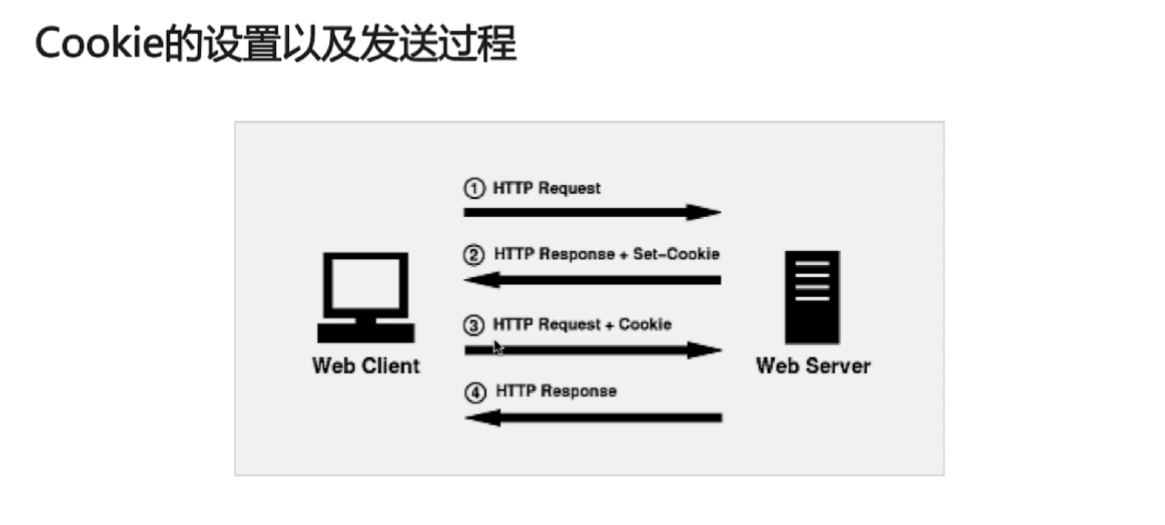 Cookie的设置以及发送过程
① HTTP Request
② HTTP Response + Set-Cookie
③ HTTP Request + Cookie
④ HTTP Response
Web Client
Web Server